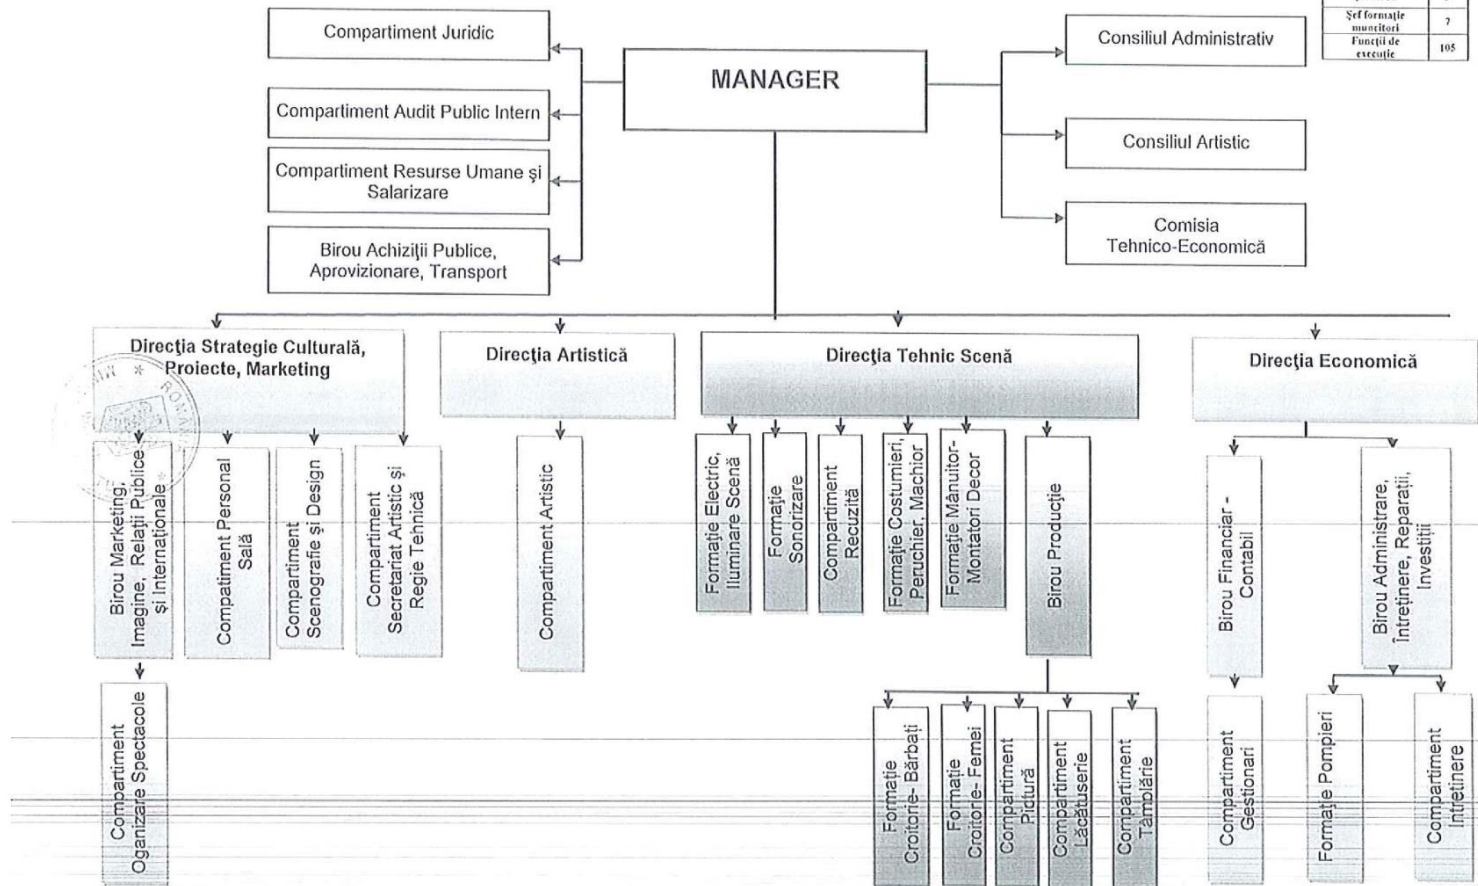 Compartiment Juridic
Compartiment Audit Public Intern
Compartiment Resurse Umane şi
Salarizare
Birou Achiziţii Publice,
Aprovizionare, Transport
MANAGER
Consiliul Administrativ
Consiliul Artistic
Comisia
Tehnico-Economică
Şef formaţie
muncitori
7
Funcţii de
execuţie
105
Direcţia Strategie Culturală,
Proiecte, Marketing
Direcţia Artistică
Direcţia Tehnic Scenă
Direcţia Economică
ROMÂNIA
Birou Marketing,
Imagine, Relaţii Publice
şi Internaţionale
Compatiment Personal
Sală
Compartiment
Scenografie şi Design
Compartiment
Secretariat Artistic şi
Regie Tehnică
Compartiment Artistic
Formaţie Electric,
Iluminare Scenă
Formaţie
Sonorizare
Compartiment
Recuzită
Formaţie Costumieri,
Peruchier, Machior
Formaţie Mânuitor-
Montatori Decor
Birou Producţie
Birou Financiar -
Contabil
Birou Administrare,
Întreţinere, Reparaţii,
Investiţii
Compartiment
Oganizare Spectacole
Formaţie
Croitorie- Bărbaţi
Formaţie
Croitorie- Femei
Compartiment
Pictură
Compartiment
Lăcătuserie
Compartiment
Tâmplărie
Compartiment
Gestionari
Formaţie Pompieri
Compartiment
Intretinere